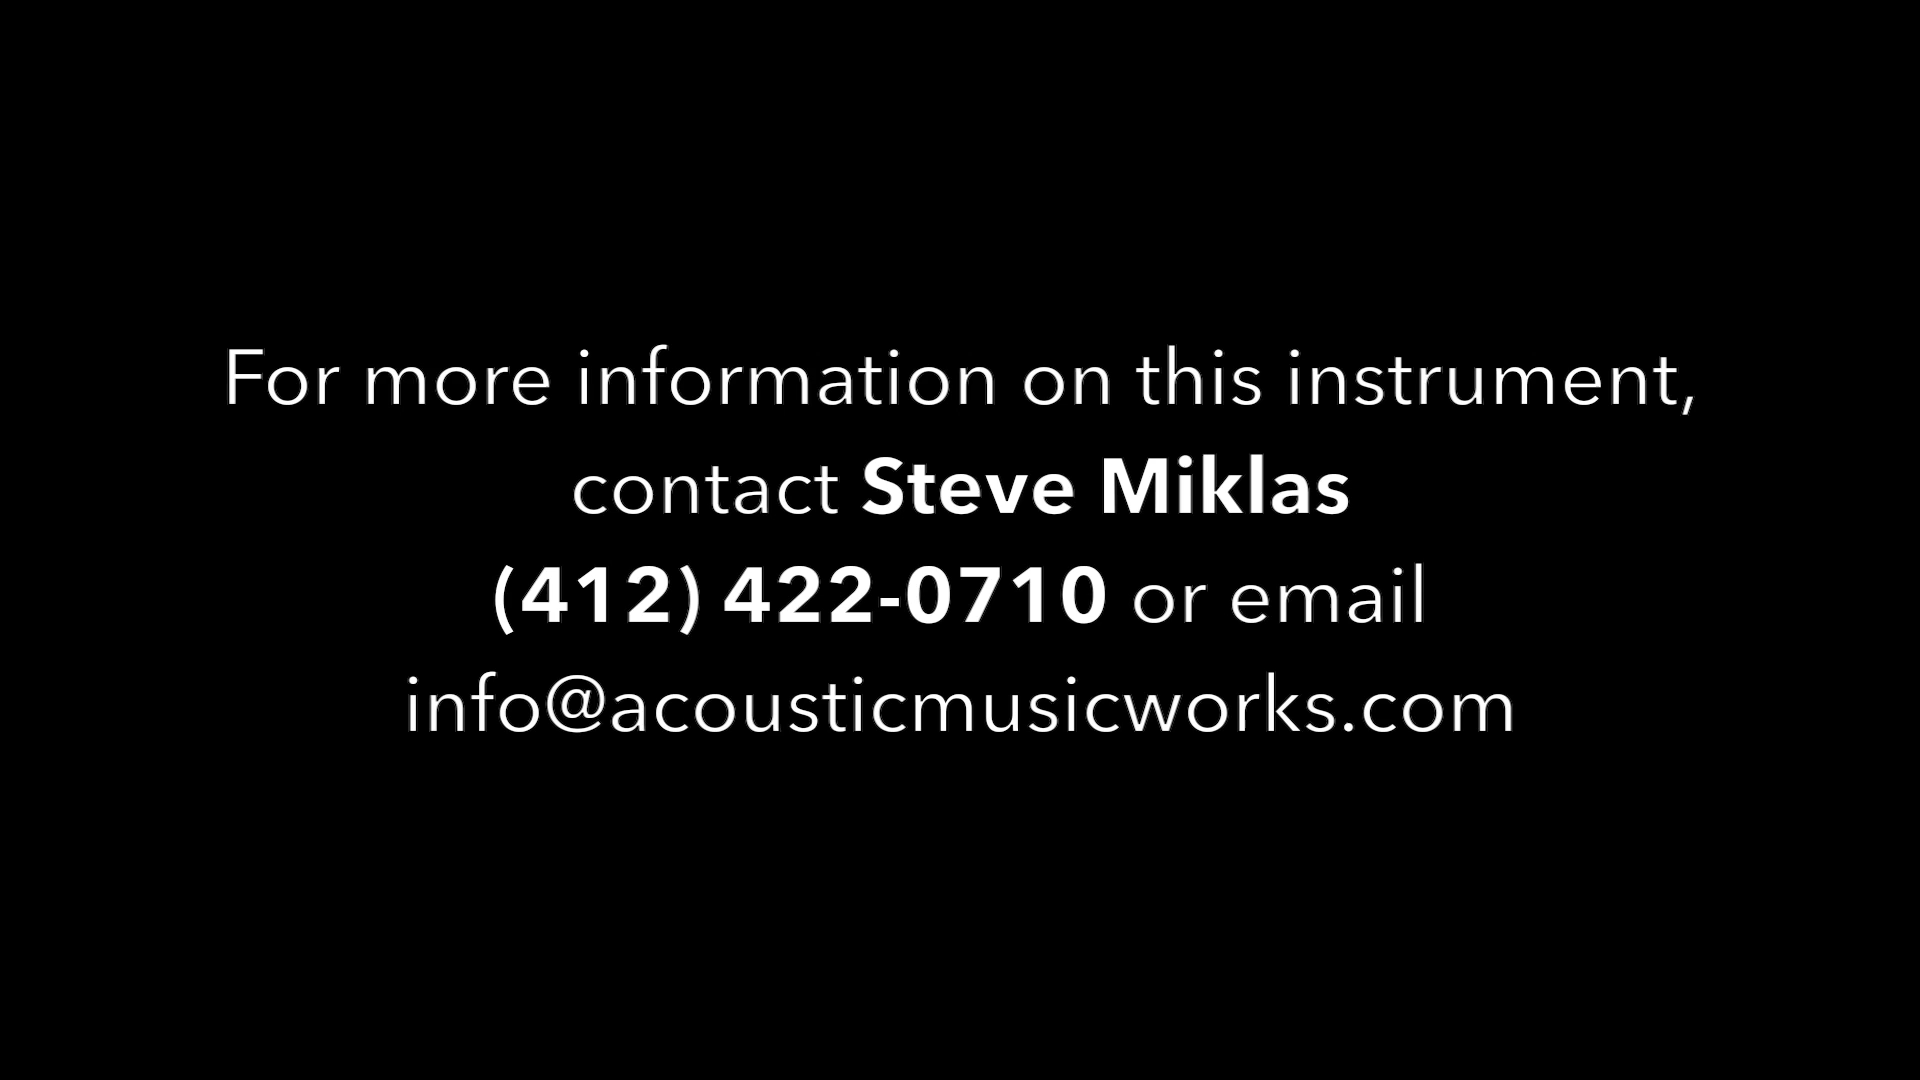 For more information on this instrument,
contact Steve Miklas
(412) 422-0710 or email
info@acousticmusicworks.com